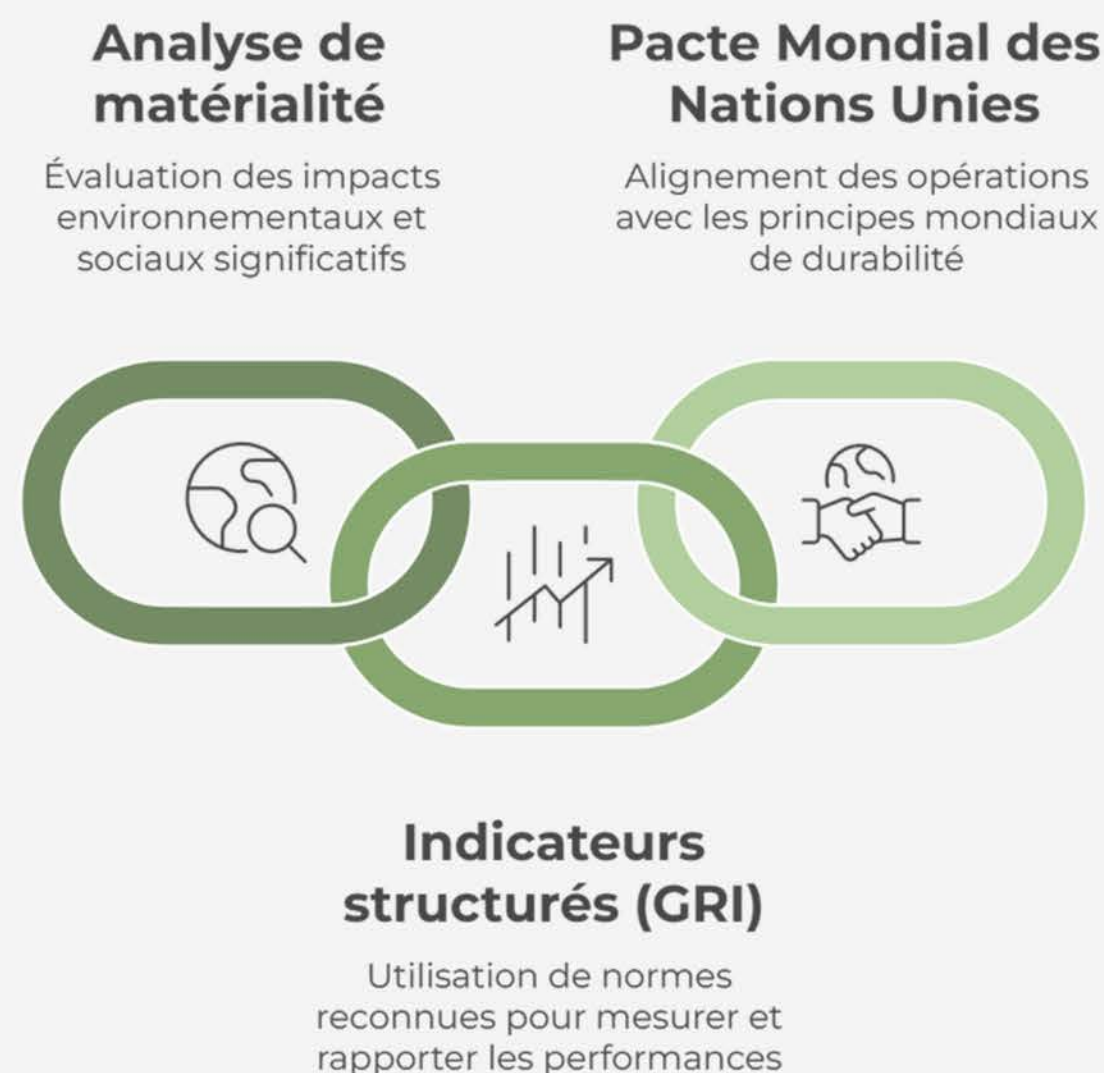 Analyse de
matérialité
Évaluation des impacts
environnementaux et
sociaux significatifs
Pacte Mondial des
Nations Unies
Alignement des opérations
avec les principes mondiaux
de durabilité
Indicateurs
structurés (GRI)
Utilisation de normes
reconnues pour mesurer et
rapporter les performances